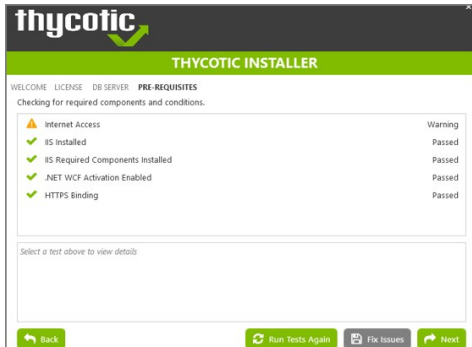 thycotic
THYCOTIC INSTALLER
WELCOME LICENSE DB SERVER PRE-REQUISITES
Checking for required components and conditions.
Internet Access Warning
IIS Installed Passed
IIS Required Components Installed Passed
.NET WCF Activation Enabled Passed
HTTPS Binding Passed
Select a test above to view details
Back Run Tests Again Fix Issues Next